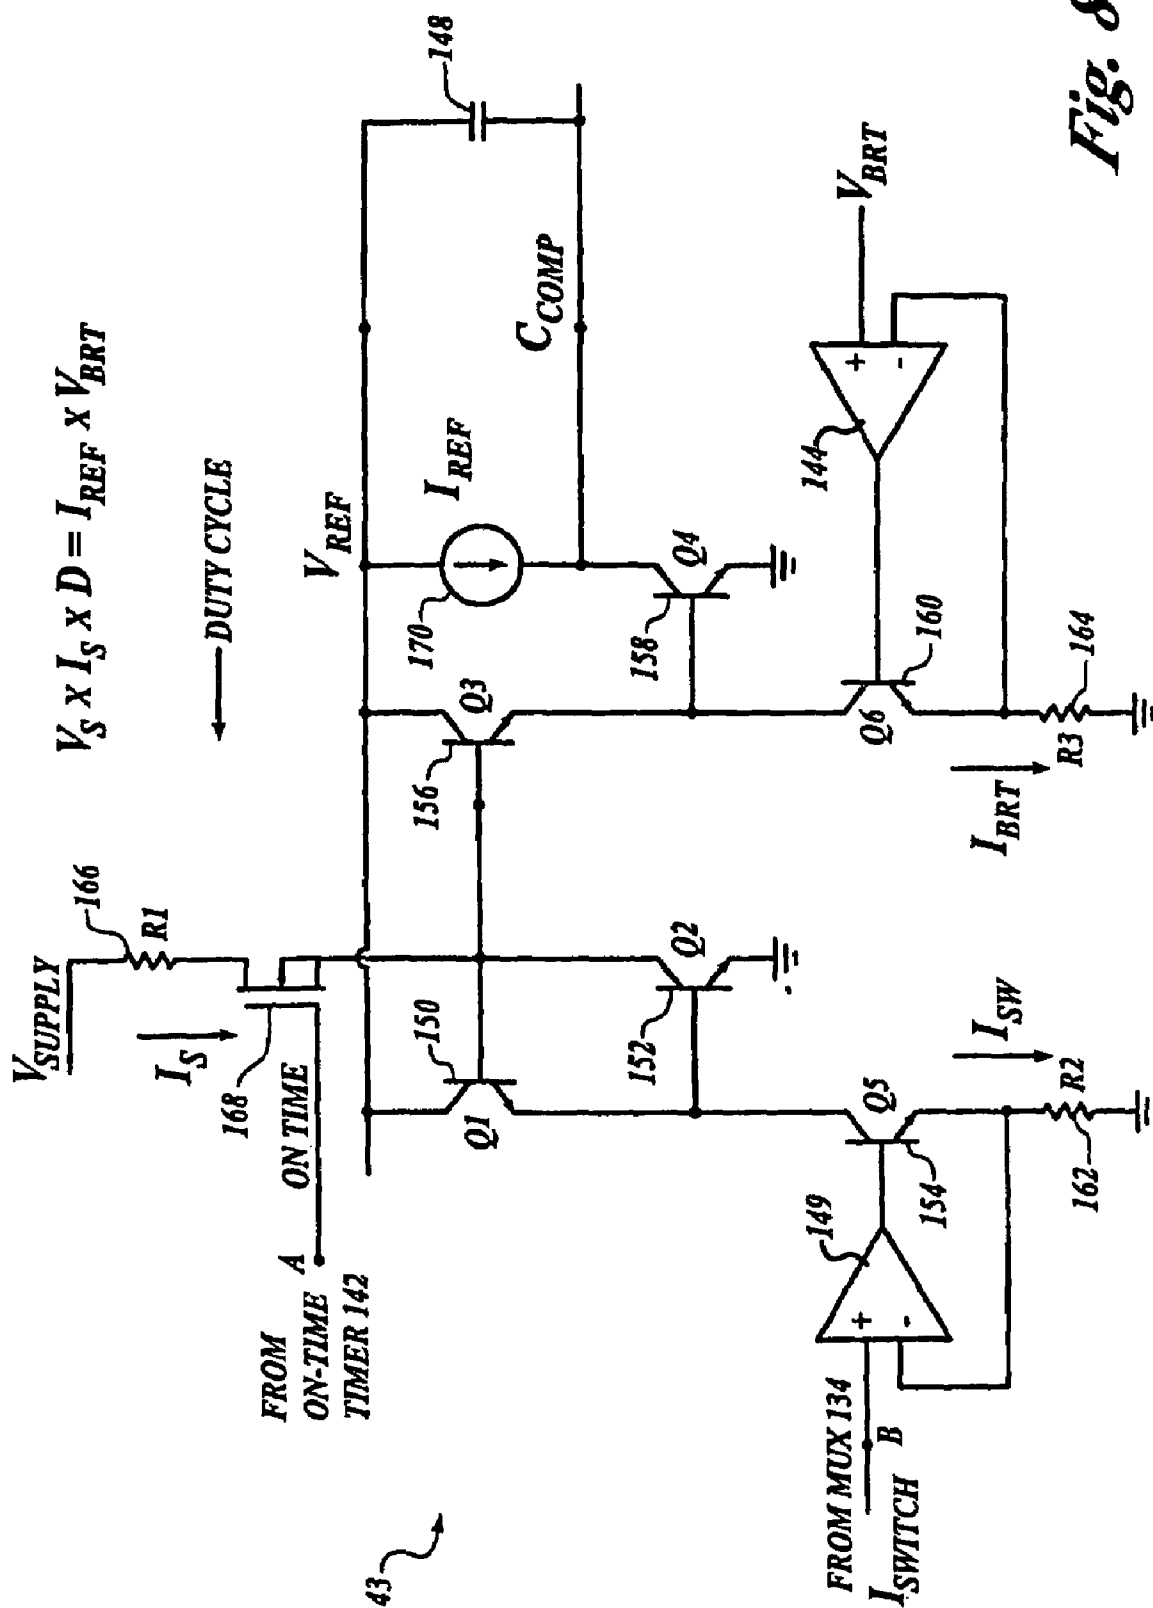 V_S x I_S x D = I_REF x V_BRT
DUTY CYCLE
V_SUPPLY
166
R1
I_S
168
ON TIME
FROM
ON-TIME
TIMER 142
A
V_REF
148
I_REF
170
C_COMP
150
Q1
156
Q3
152
Q2
158
Q4
43
149
+
-
FROM MUX 134
I_SWITCH
B
Q5
154
I_SW
162
R2
Q6
160
144
+
-
V_BRT
I_BRT
R3
164
Fig. 8